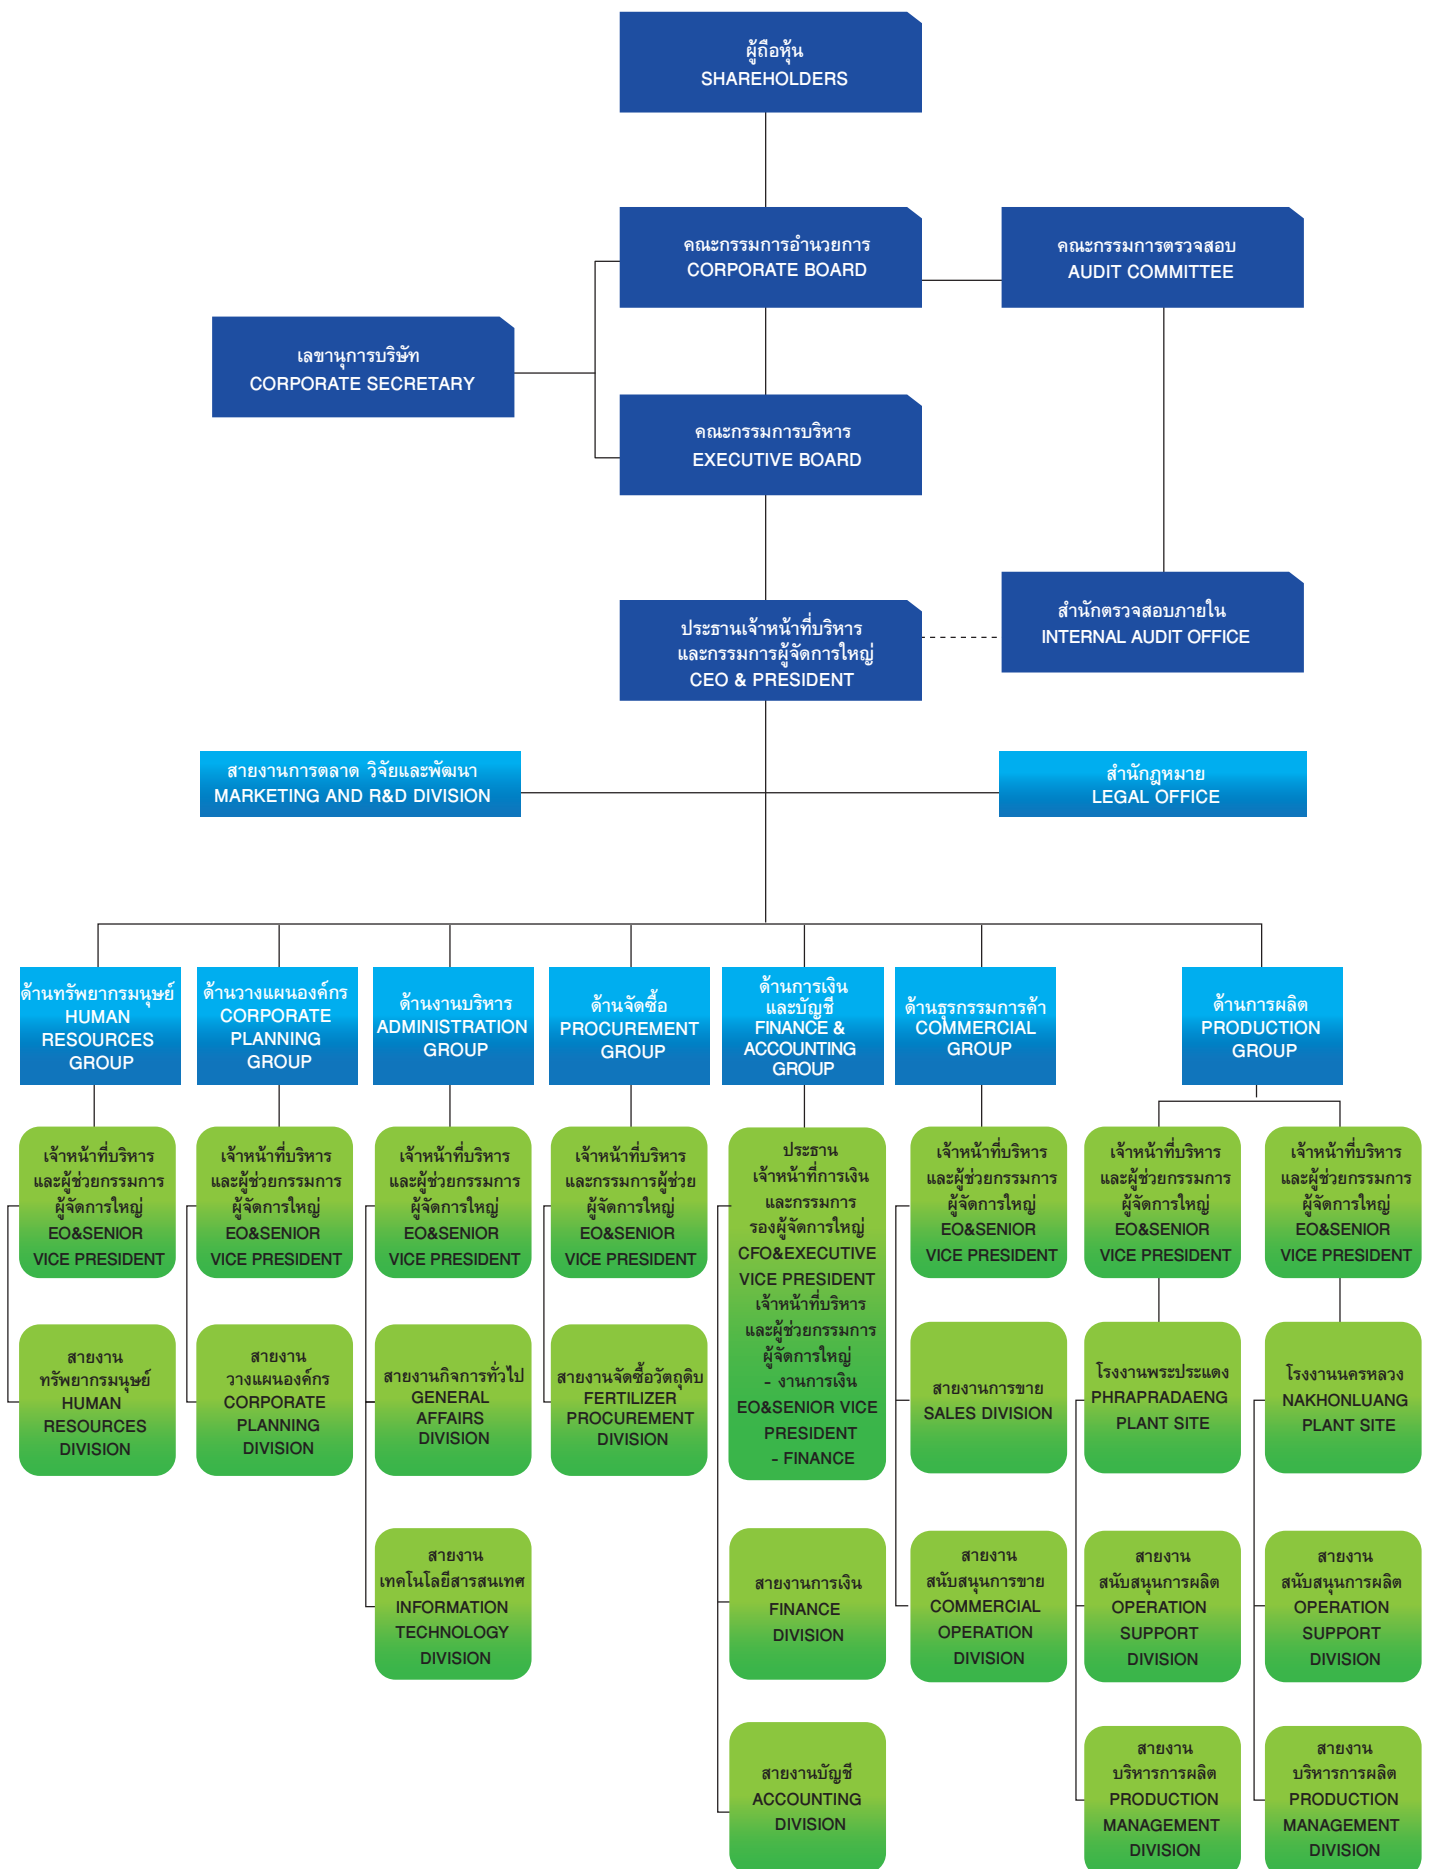 ผู้ถือหุ้น
SHAREHOLDERS
คณะกรรมการอำนวยการ
CORPORATE BOARD
คณะกรรมการตรวจสอบ
AUDIT COMMITTEE
เลขานุการบริษัท
CORPORATE SECRETARY
คณะกรรมการบริหาร
EXECUTIVE BOARD
ประธานเจ้าหน้าที่บริหาร
และกรรมการผู้จัดการใหญ่
CEO & PRESIDENT
สำนักตรวจสอบภายใน
INTERNAL AUDIT OFFICE
สายงานการตลาด วิจัยและพัฒนา
MARKETING AND R&D DIVISION
สำนักกฎหมาย
LEGAL OFFICE
ด้านทรัพยากรมนุษย์
HUMAN
RESOURCES
GROUP
ด้านวางแผนองค์กร
CORPORATE
PLANNING
GROUP
ด้านงานบริหาร
ADMINISTRATION
GROUP
ด้านจัดซื้อ
PROCUREMENT
GROUP
ด้านการเงิน
และบัญชี
FINANCE &
ACCOUNTING
GROUP
ด้านธุรกรรมการค้า
COMMERCIAL
GROUP
ด้านการผลิต
PRODUCTION
GROUP
เจ้าหน้าที่บริหาร
และผู้ช่วยกรรมการ
ผู้จัดการใหญ่
EO&SENIOR
VICE PRESIDENT
เจ้าหน้าที่บริหาร
และผู้ช่วยกรรมการ
ผู้จัดการใหญ่
EO&SENIOR
VICE PRESIDENT
เจ้าหน้าที่บริหาร
และผู้ช่วยกรรมการ
ผู้จัดการใหญ่
EO&SENIOR
VICE PRESIDENT
เจ้าหน้าที่บริหาร
และกรรมการผู้ช่วย
ผู้จัดการใหญ่
EO&SENIOR
VICE PRESIDENT
ประธาน
เจ้าหน้าที่การเงิน
และกรรมการ
รองผู้จัดการใหญ่
CFO&EXECUTIVE
VICE PRESIDENT
เจ้าหน้าที่บริหาร
และผู้ช่วยกรรมการ
ผู้จัดการใหญ่
- งานการเงิน
EO&SENIOR VICE
PRESIDENT
- FINANCE
เจ้าหน้าที่บริหาร
และผู้ช่วยกรรมการ
ผู้จัดการใหญ่
EO&SENIOR
VICE PRESIDENT
เจ้าหน้าที่บริหาร
และผู้ช่วยกรรมการ
ผู้จัดการใหญ่
EO&SENIOR
VICE PRESIDENT
เจ้าหน้าที่บริหาร
และผู้ช่วยกรรมการ
ผู้จัดการใหญ่
EO&SENIOR
VICE PRESIDENT
สายงาน
ทรัพยากรมนุษย์
HUMAN
RESOURCES
DIVISION
สายงาน
วางแผนองค์กร
CORPORATE
PLANNING
DIVISION
สายงานกิจการทั่วไป
GENERAL
AFFAIRS
DIVISION
สายงานจัดซื้อวัตถุดิบ
FERTILIZER
PROCUREMENT
DIVISION
สายงานการขาย
SALES DIVISION
โรงงานพระประแดง
PHRAPRADAENG
PLANT SITE
โรงงานนครหลวง
NAKHONLUANG
PLANT SITE
สายงาน
เทคโนโลยีสารสนเทศ
INFORMATION
TECHNOLOGY
DIVISION
สายงานการเงิน
FINANCE
DIVISION
สายงาน
สนับสนุนการขาย
COMMERCIAL
OPERATION
DIVISION
สายงาน
สนับสนุนการผลิต
OPERATION
SUPPORT
DIVISION
สายงาน
สนับสนุนการผลิต
OPERATION
SUPPORT
DIVISION
สายงานบัญชี
ACCOUNTING
DIVISION
สายงาน
บริหารการผลิต
PRODUCTION
MANAGEMENT
DIVISION
สายงาน
บริหารการผลิต
PRODUCTION
MANAGEMENT
DIVISION